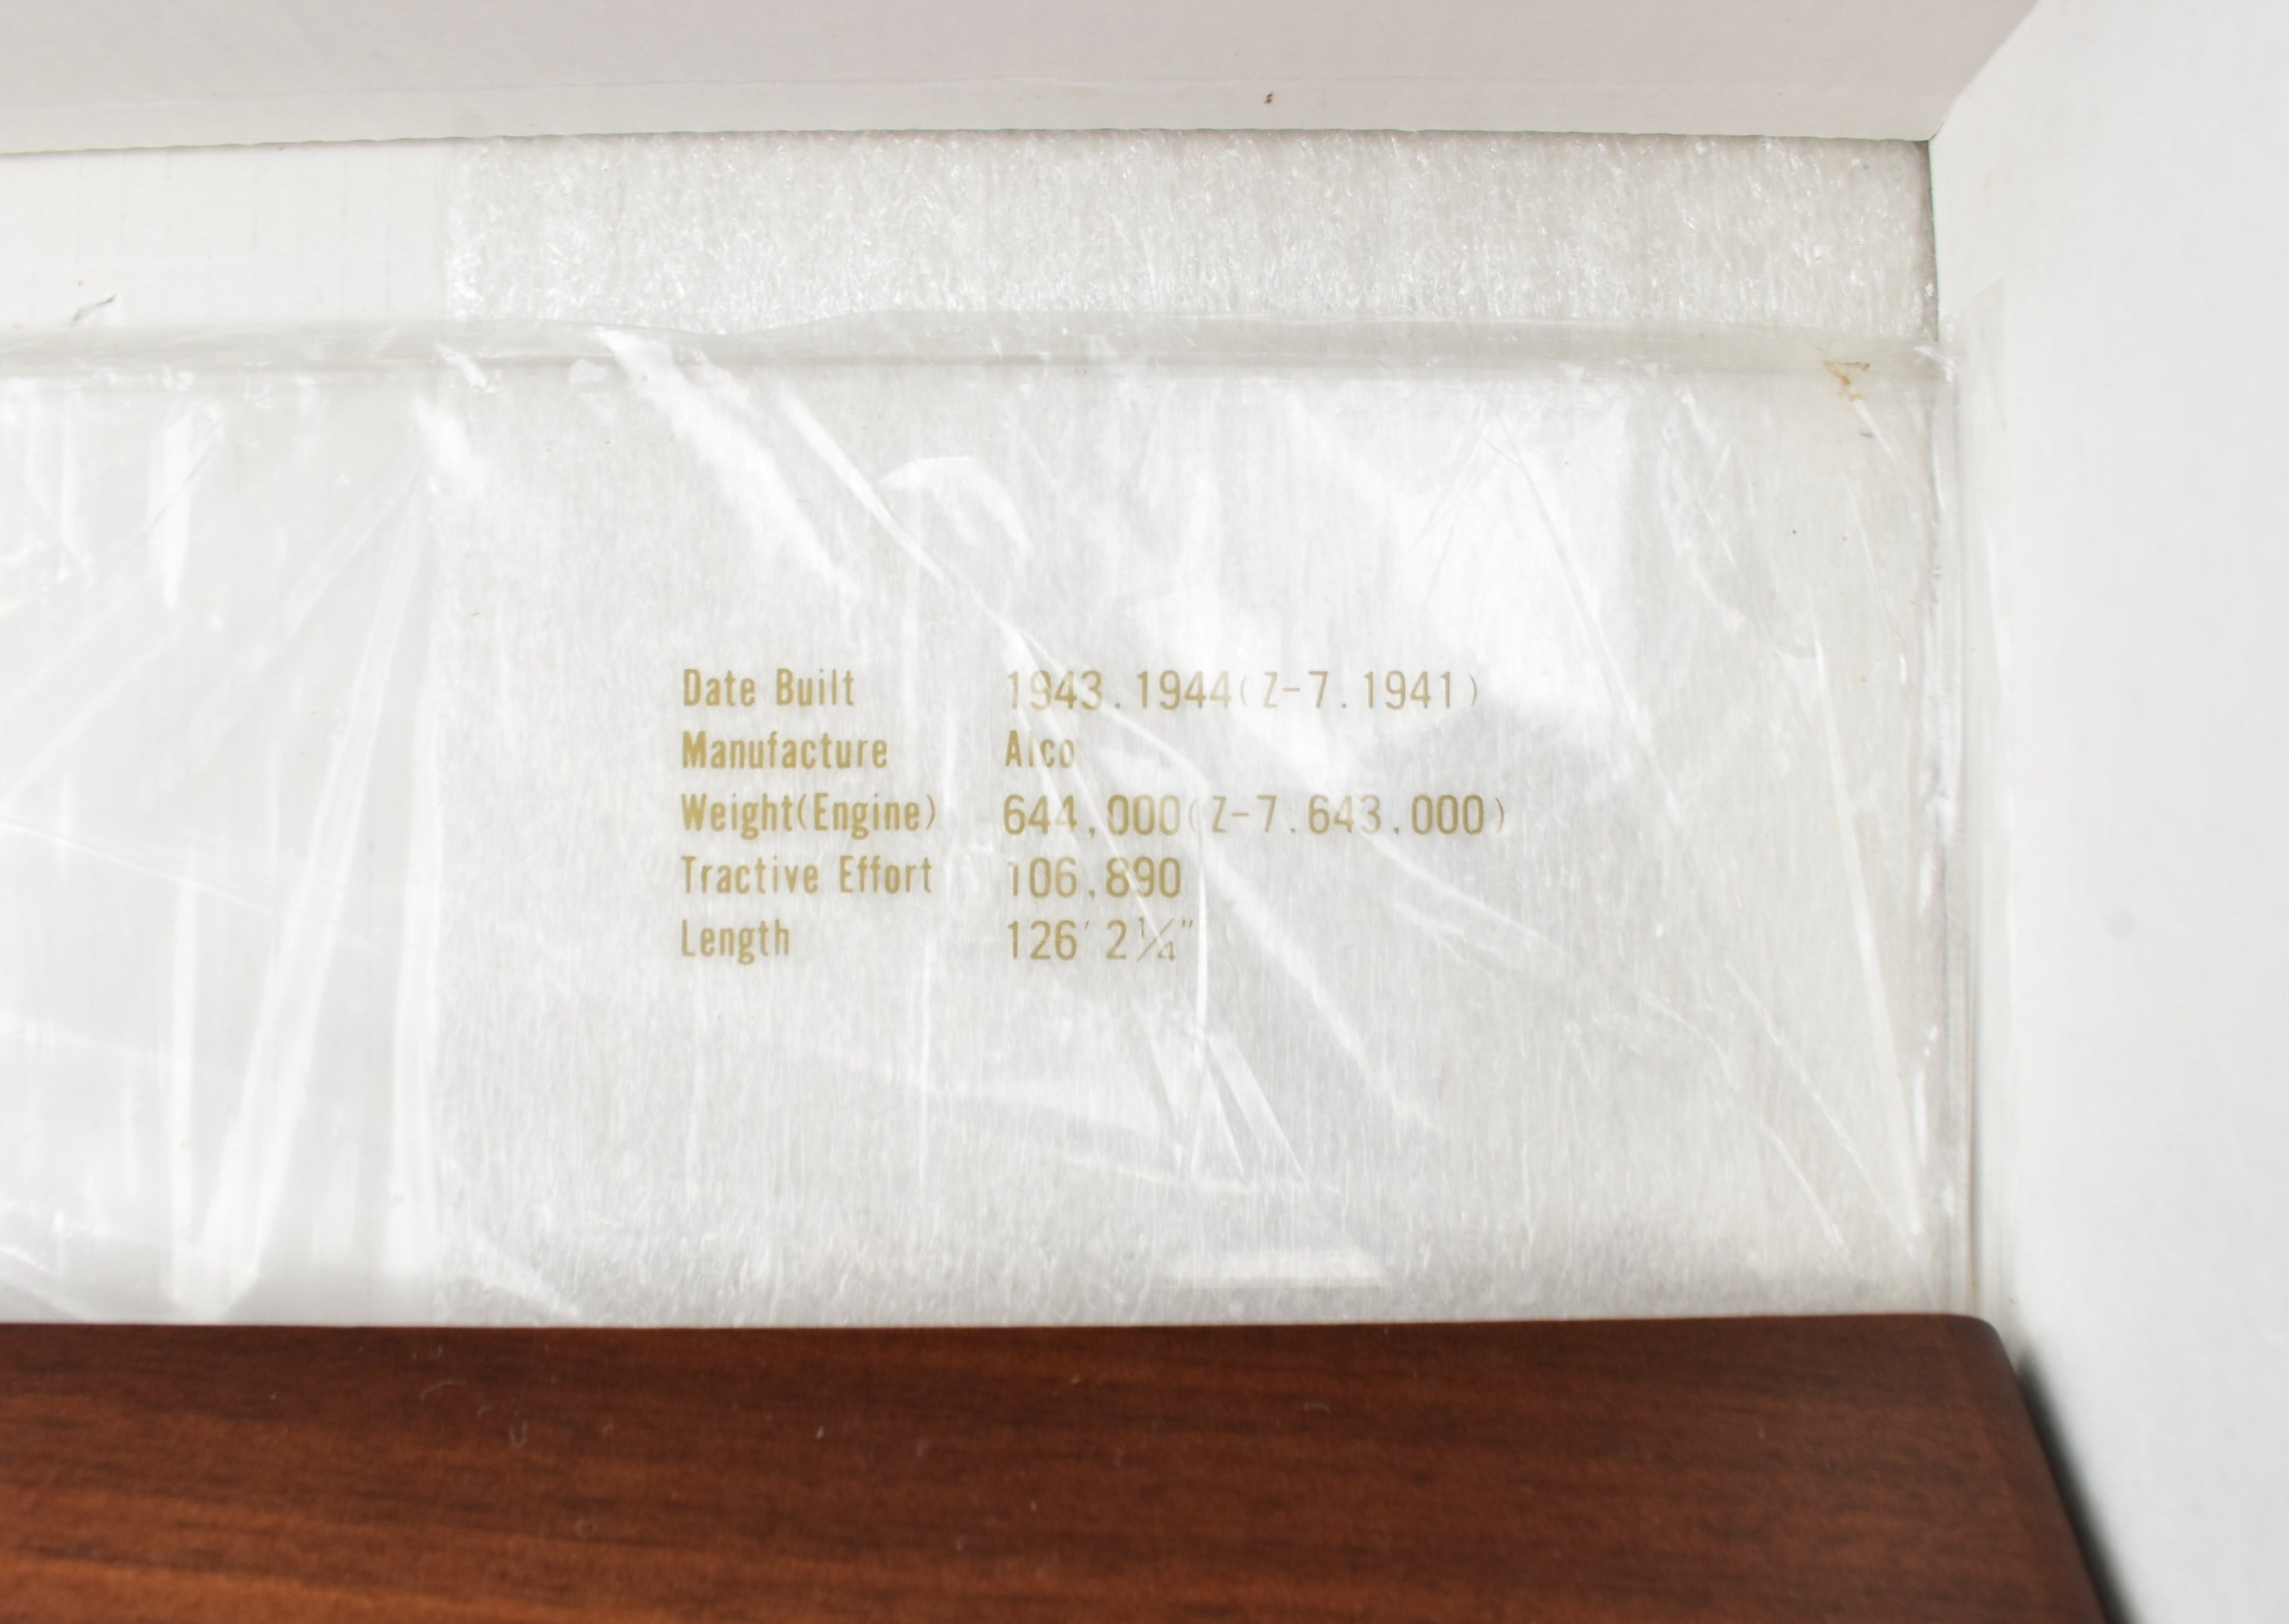 Date Built 1943.1944(Z-7.1941)
Manufacture Alco
Weight(Engine) 644,000(Z-7.643,000)
Tractive Effort 106,890
Length 126' 2¼"